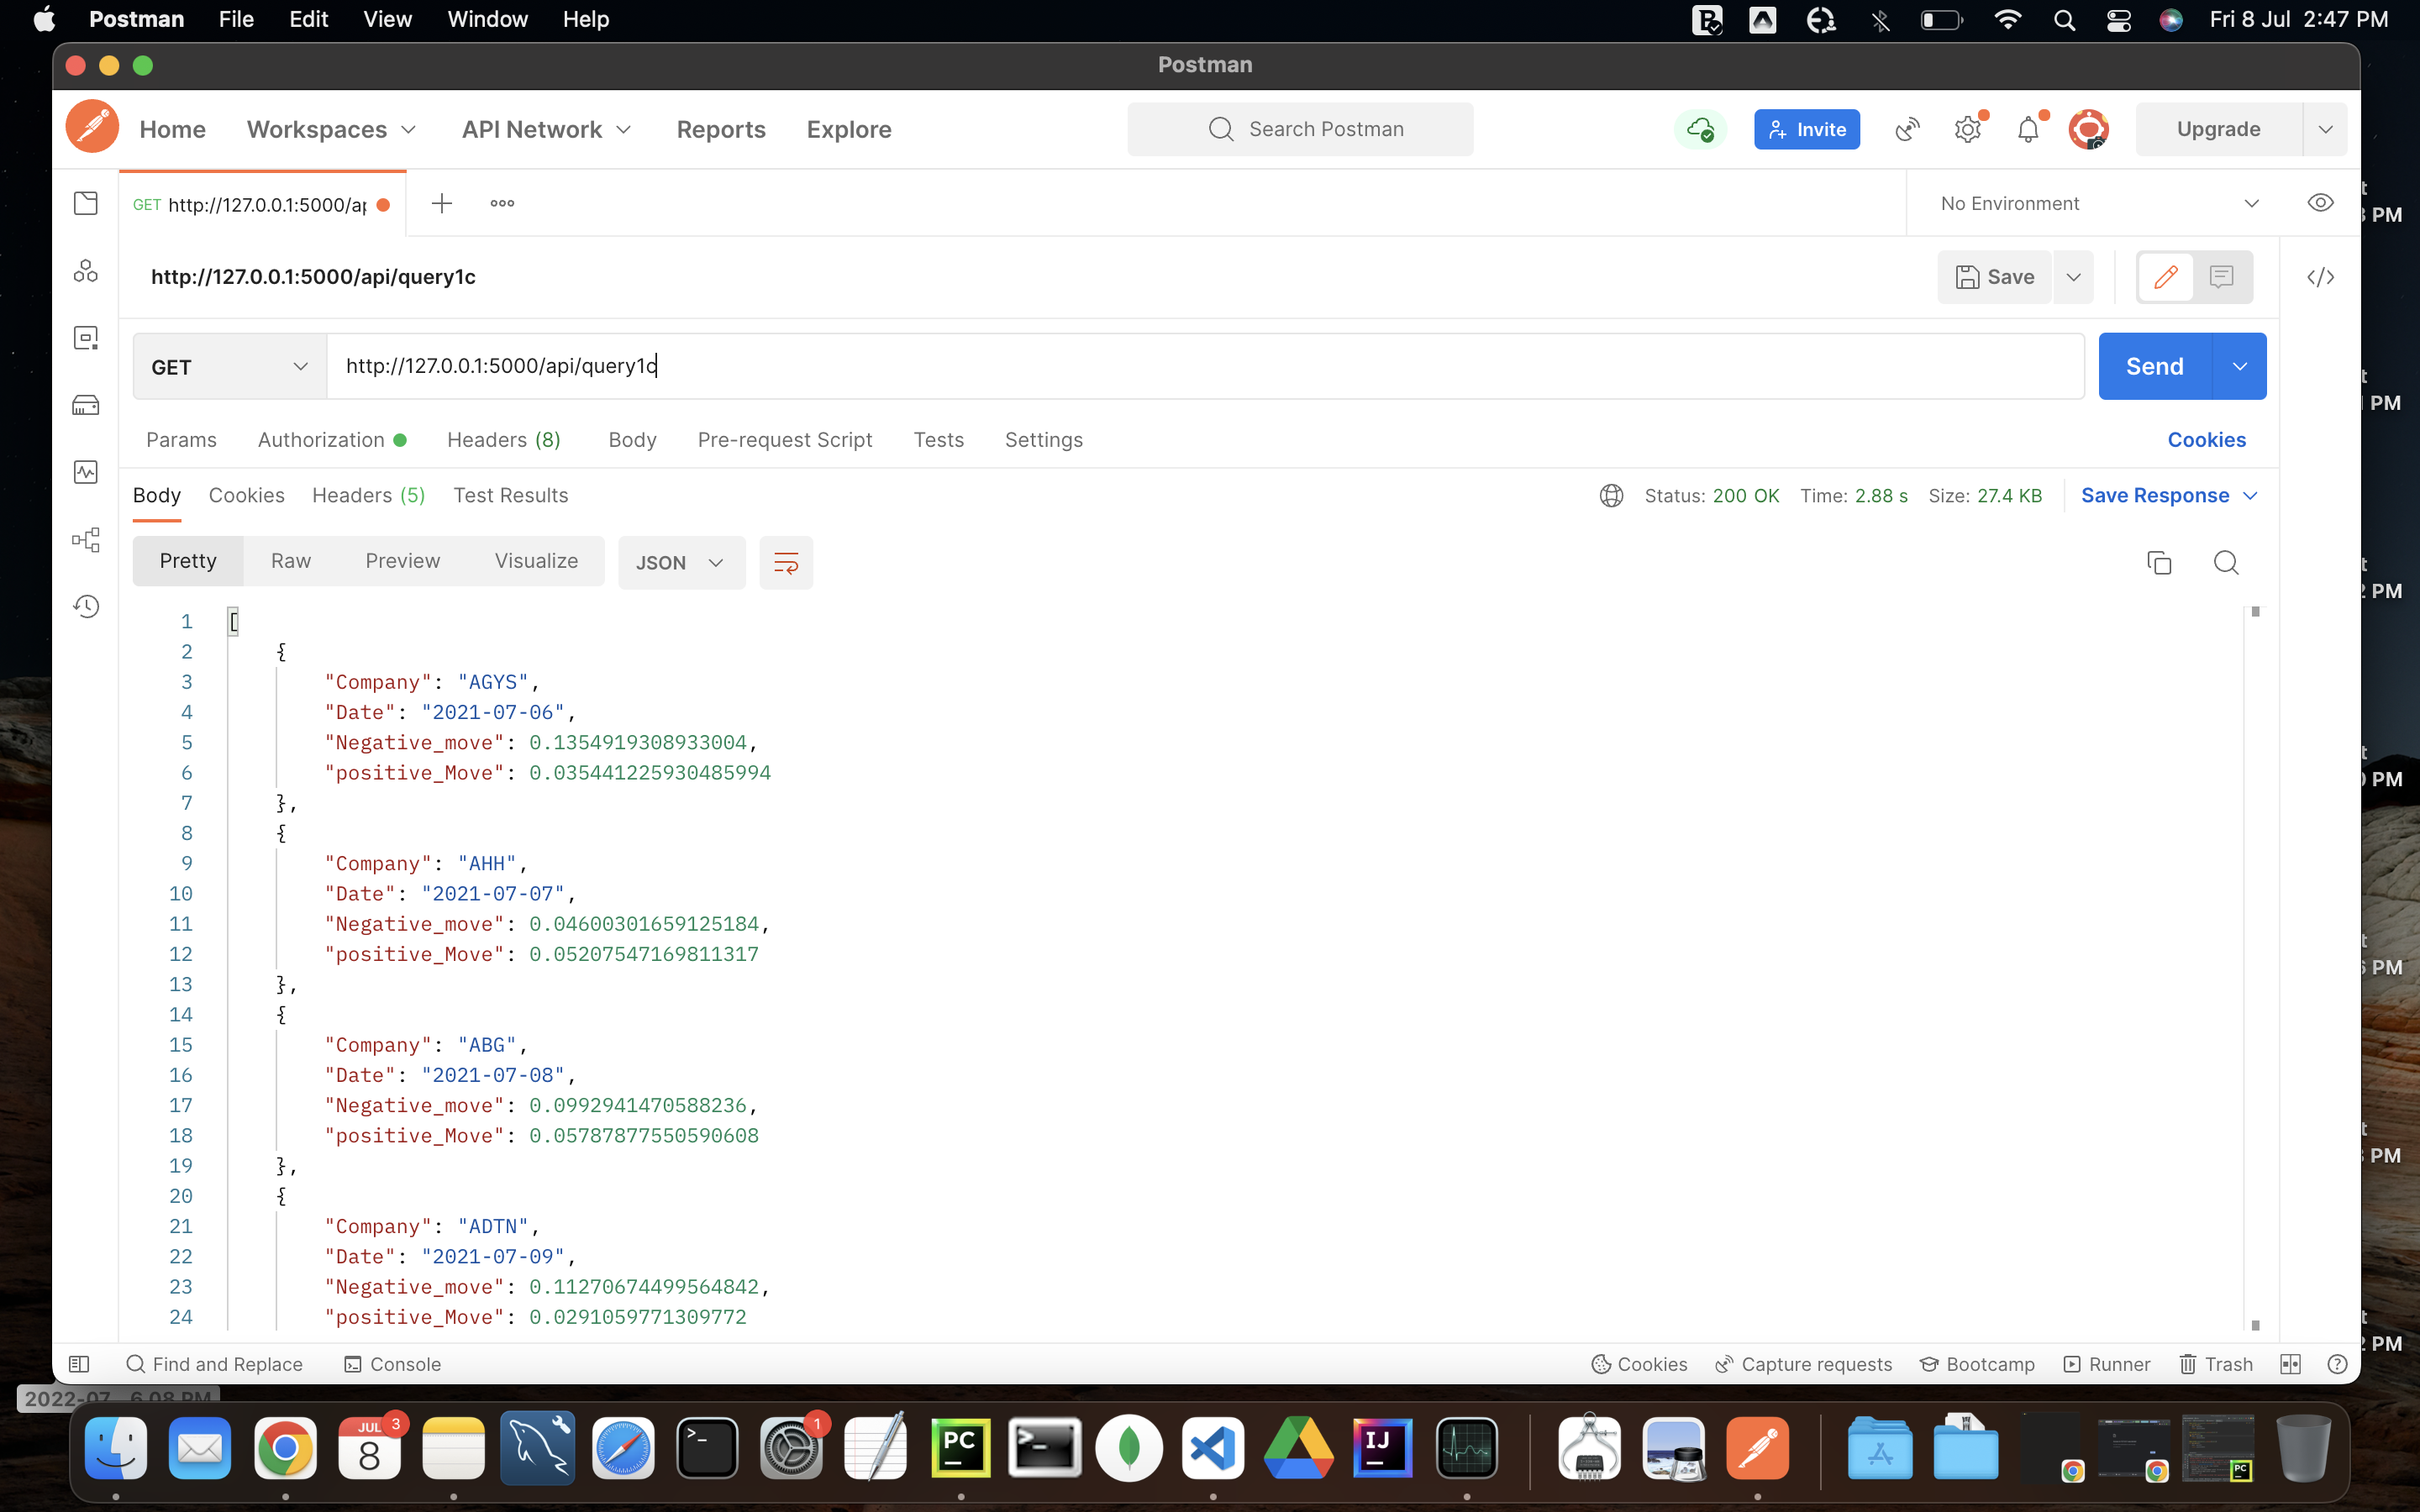 Postman File Edit View Window Help Fri 8 Jul 2:47 PM
Postman
Home Workspaces API Network Reports Explore Search Postman Invite Upgrade
GET http://127.0.0.1:5000/ap No Environment
http://127.0.0.1:5000/api/query1c Save </>
GET http://127.0.0.1:5000/api/query1c Send
Params Authorization Headers (8) Body Pre-request Script Tests Settings Cookies
Body Cookies Headers (5) Test Results Status: 200 OK Time: 2.88 s Size: 27.4 KB Save Response
Pretty Raw Preview Visualize JSON
1 [
2 {
3 "Company": "AGYS",
4 "Date": "2021-07-06",
5 "Negative_move": 0.1354919308933004,
6 "positive_Move": 0.035441225930485994
7 },
8 {
9 "Company": "AHH",
10 "Date": "2021-07-07",
11 "Negative_move": 0.04600301659125184,
12 "positive_Move": 0.05207547169811317
13 },
14 {
15 "Company": "ABG",
16 "Date": "2021-07-08",
17 "Negative_move": 0.0992941470588236,
18 "positive_Move": 0.05787877550590608
19 },
20 {
21 "Company": "ADTN",
22 "Date": "2021-07-09",
23 "Negative_move": 0.11270674499564842,
24 "positive_Move": 0.0291059771309772
Find and Replace Console Cookies Capture requests Bootcamp Runner Trash
2022-07 6.08 PM
JUL 3
8
1
PC
IJ
PC